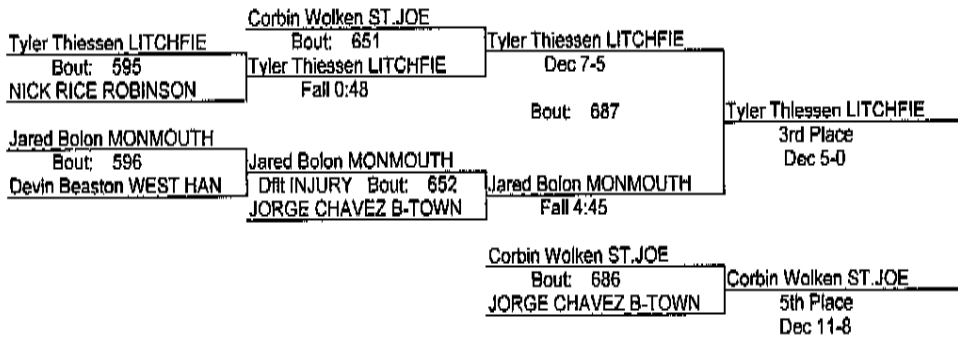 Corbin Wolken ST.JOE
Tyler Thiessen LITCHFIE
Bout: 651
Tyler Thiessen LITCHFIE
Bout: 595
Tyler Thiessen LITCHFIE
Dec 7-5
NICK RICE ROBINSON
Fall 0:48
Bout: 687
Tyler Thiessen LITCHFIE
Jared Bolon MONMOUTH
3rd Place
Bout: 596
Jared Bolon MONMOUTH
Dec 5-0
Devin Beaston WEST HAN
Dflt INJURY Bout: 652
Jared Bolon MONMOUTH
JORGE CHAVEZ B-TOWN
Fall 4:45
Corbin Wolken ST.JOE
Bout: 686
Corbin Wolken ST.JOE
JORGE CHAVEZ B-TOWN
5th Place
Dec 11-8